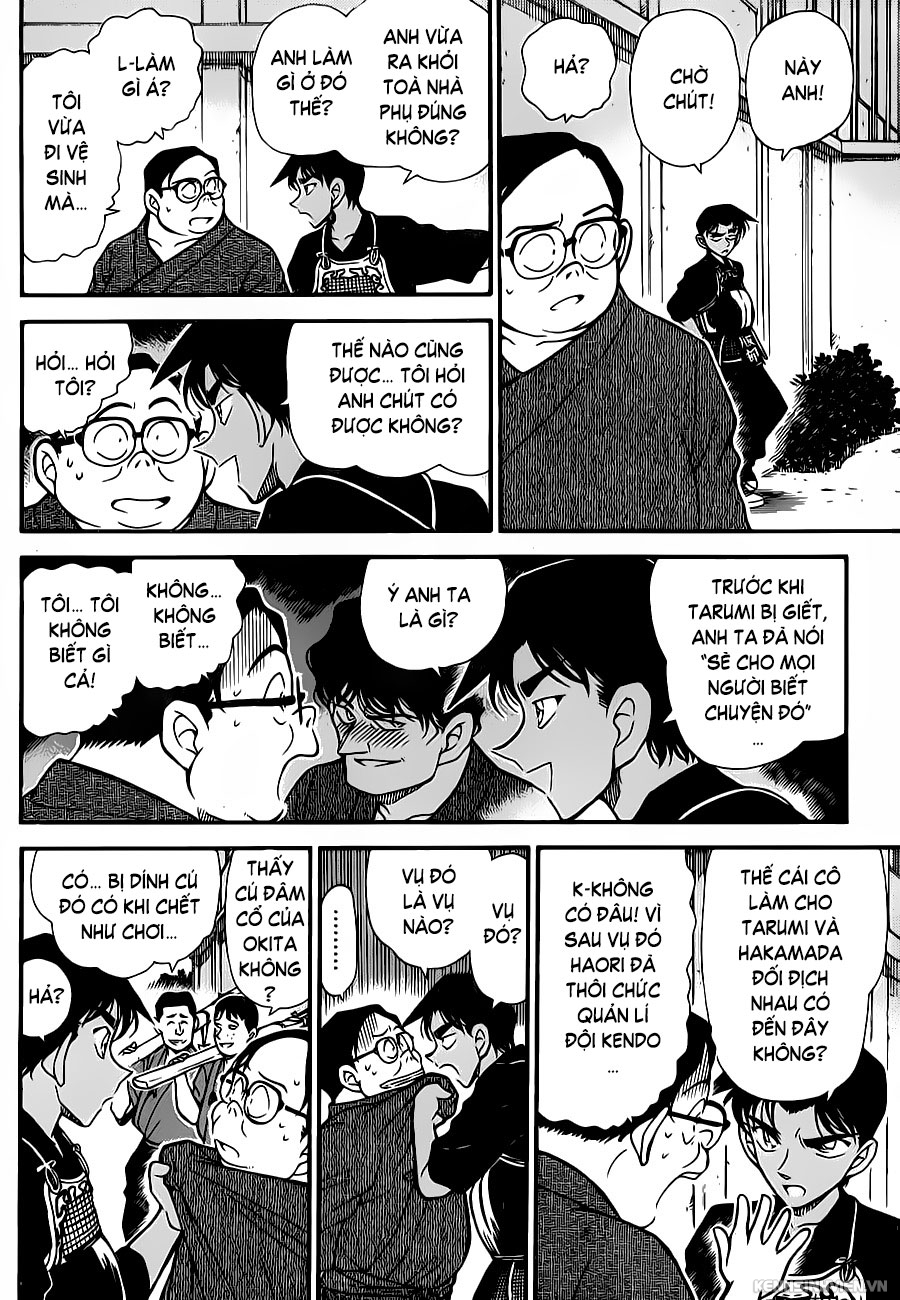 NÀY
ANH!
CHỜ
CHÚT!
HẢ?
ANH VỪA
RA KHỎI
TOÀ NHÀ
PHỤ ĐÚNG
KHÔNG?
ANH LÀM
GÌ Ở ĐÓ
THẾ?
L-LÀM
GÌ Á?
TÔI
VỪA
ĐI VỆ
SINH
MÀ...
THẾ NÀO CŨNG
ĐƯỢC... TÔI HỎI
ANH CHÚT CÓ
ĐƯỢC KHÔNG?
HỎI... HỎI
TÔI?
TRƯỚC KHI
TARUMI BỊ GIẾT,
ANH TA ĐÃ NÓI
“SẼ CHO MỌI
NGƯỜI BIẾT
CHUYỆN ĐÓ”
...
Ý ANH TA
LÀ GÌ?
KHÔNG...
KHÔNG
BIẾT...
TÔI... TÔI
KHÔNG
BIẾT GÌ
CẢ!
THẾ CÁI CÔ
LÀM CHO
TARUMI VÀ
HAKAMADA
ĐỐI ĐỊCH
NHAU CÓ
ĐẾN ĐÂY
KHÔNG?
K-KHÔNG
CÓ ĐÂU! VÌ
SAU VỤ ĐÓ
HAORI ĐÃ
THÔI CHỨC
QUẢN LÍ
ĐỘI KENDO
...
VỤ
ĐÓ?
VỤ ĐÓ
LÀ VỤ
NÀO?
.........
THẤY
CÚ ĐÂM
CỔ CỦA
OKITA
KHÔNG
?
CÓ... BỊ DÍNH CÚ
ĐÓ CÓ KHI CHẾT
NHƯ CHƠI...
HẢ?